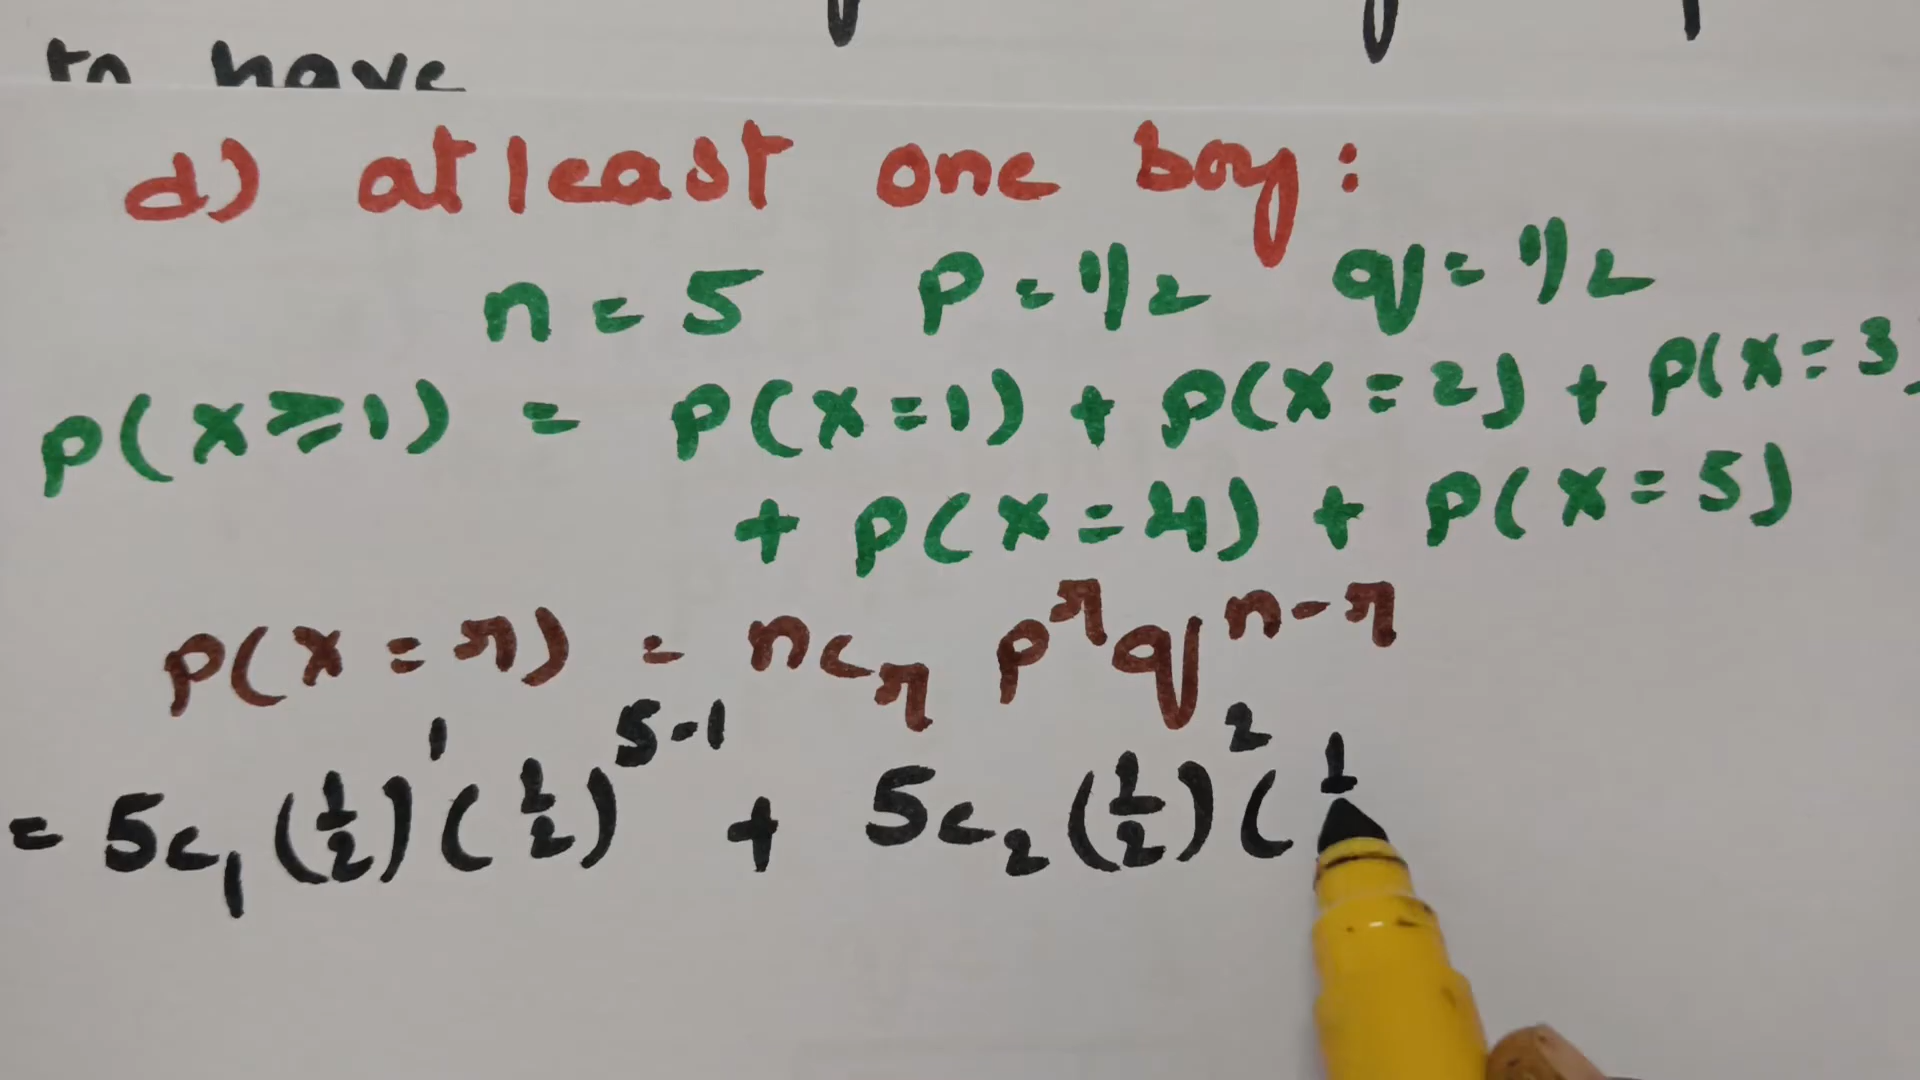 to have
d) atleast one boy:
n = 5 p = 1/2 q = 1/2
p(x≥1) = p(x=1) + p(x=2) + p(x=3)
+ p(x=4) + p(x=5)
p(x=r) = ncᵣ pʳqⁿ⁻ʳ
= 5c₁ (1/2)¹ (1/2)⁵⁻¹ + 5c₂ (1/2)² (1